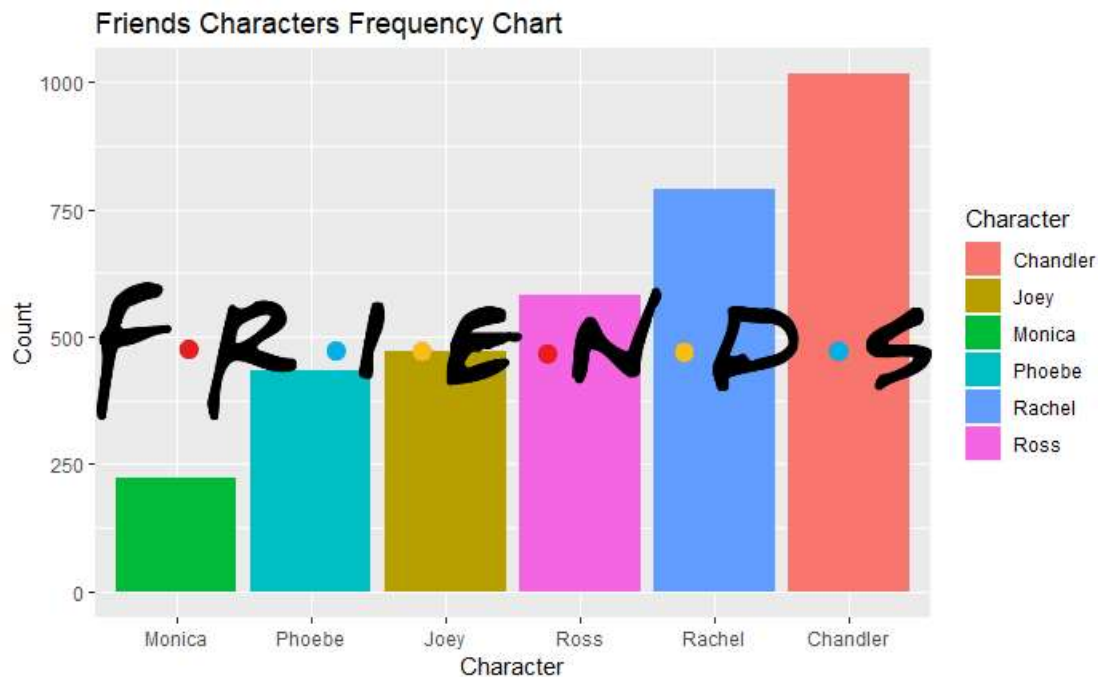 Friends Characters Frequency Chart
1000
750
500
250
0
Count
F•R•I•E•N•D•S
Monica Phoebe Joey Ross Rachel Chandler
Character
Character
Chandler
Joey
Monica
Phoebe
Rachel
Ross